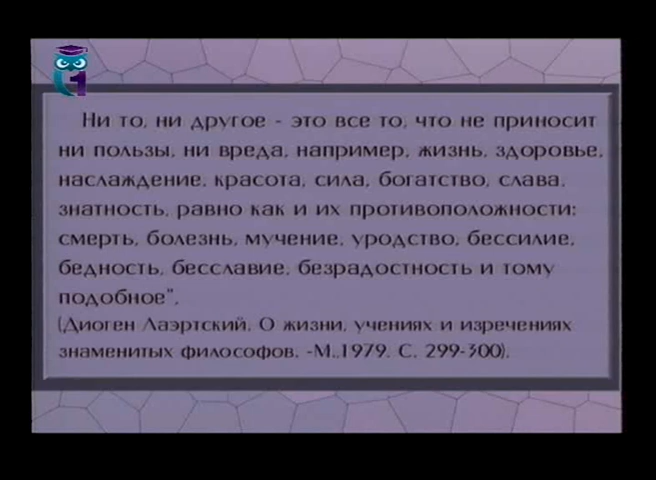 1
Ни то, ни другое - это все то, что не приносит
ни пользы, ни вреда, например, жизнь, здоровье,
наслаждение, красота, сила, богатство, слава,
знатность, равно как и их противоположности:
смерть, болезнь, мучение, уродство, бессилие,
бедность, бесславие, безрадостность и тому
подобное".
(Диоген Лаэртский. О жизни, учениях и изречениях
знаменитых философов. -М.,1979. С. 299-300).